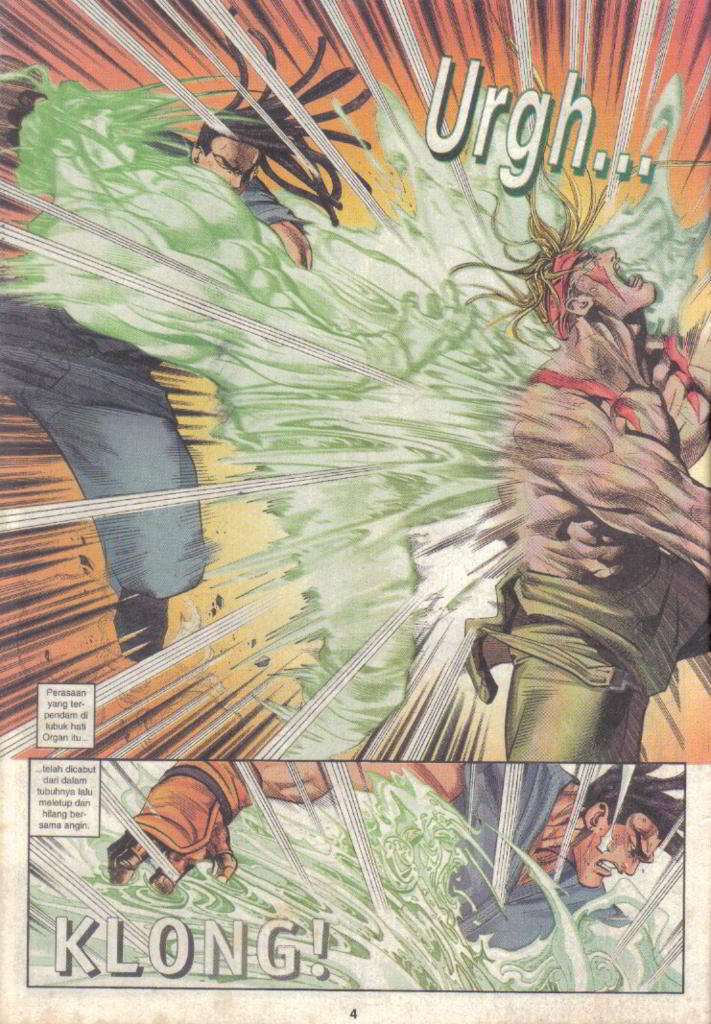 Urgh...
Perasaan
yang ter-
pendam di
lubuk hati
Organ itu...
...telah dicabut
dari dalam
tubuhnya lalu
meletup dan
hilang ber-
sama angin.
KLONG!
4